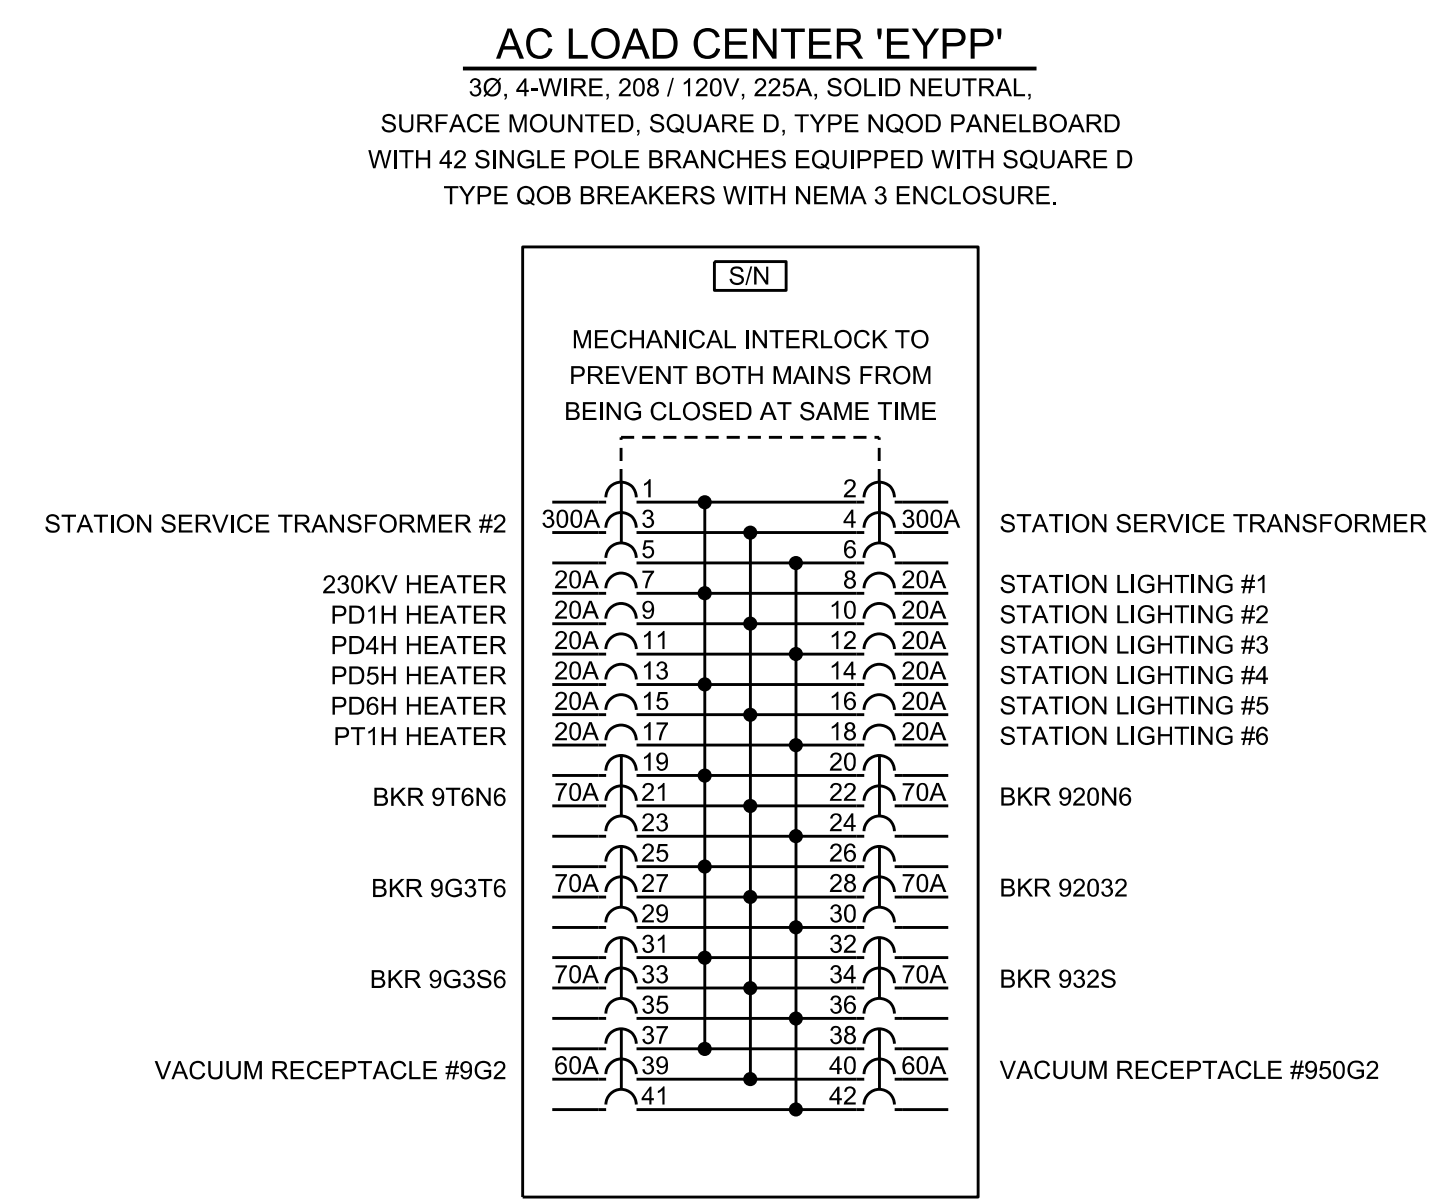 AC LOAD CENTER 'EYPP'
3Ø, 4-WIRE, 208 / 120V, 225A, SOLID NEUTRAL,
SURFACE MOUNTED, SQUARE D, TYPE NQOD PANELBOARD
WITH 42 SINGLE POLE BRANCHES EQUIPPED WITH SQUARE D
TYPE QOB BREAKERS WITH NEMA 3 ENCLOSURE.
S/N
MECHANICAL INTERLOCK TO
PREVENT BOTH MAINS FROM
BEING CLOSED AT SAME TIME
1 2
STATION SERVICE TRANSFORMER #2 300A 3 4 300A STATION SERVICE TRANSFORMER
5 6
230KV HEATER 20A 7 8 20A STATION LIGHTING #1
PD1H HEATER 20A 9 10 20A STATION LIGHTING #2
PD4H HEATER 20A 11 12 20A STATION LIGHTING #3
PD5H HEATER 20A 13 14 20A STATION LIGHTING #4
PD6H HEATER 20A 15 16 20A STATION LIGHTING #5
PT1H HEATER 20A 17 18 20A STATION LIGHTING #6
19 20
BKR 9T6N6 70A 21 22 70A BKR 920N6
23 24
25 26
BKR 9G3T6 70A 27 28 70A BKR 92032
29 30
31 32
BKR 9G3S6 70A 33 34 70A BKR 932S
35 36
37 38
VACUUM RECEPTACLE #9G2 60A 39 40 60A VACUUM RECEPTACLE #950G2
41 42